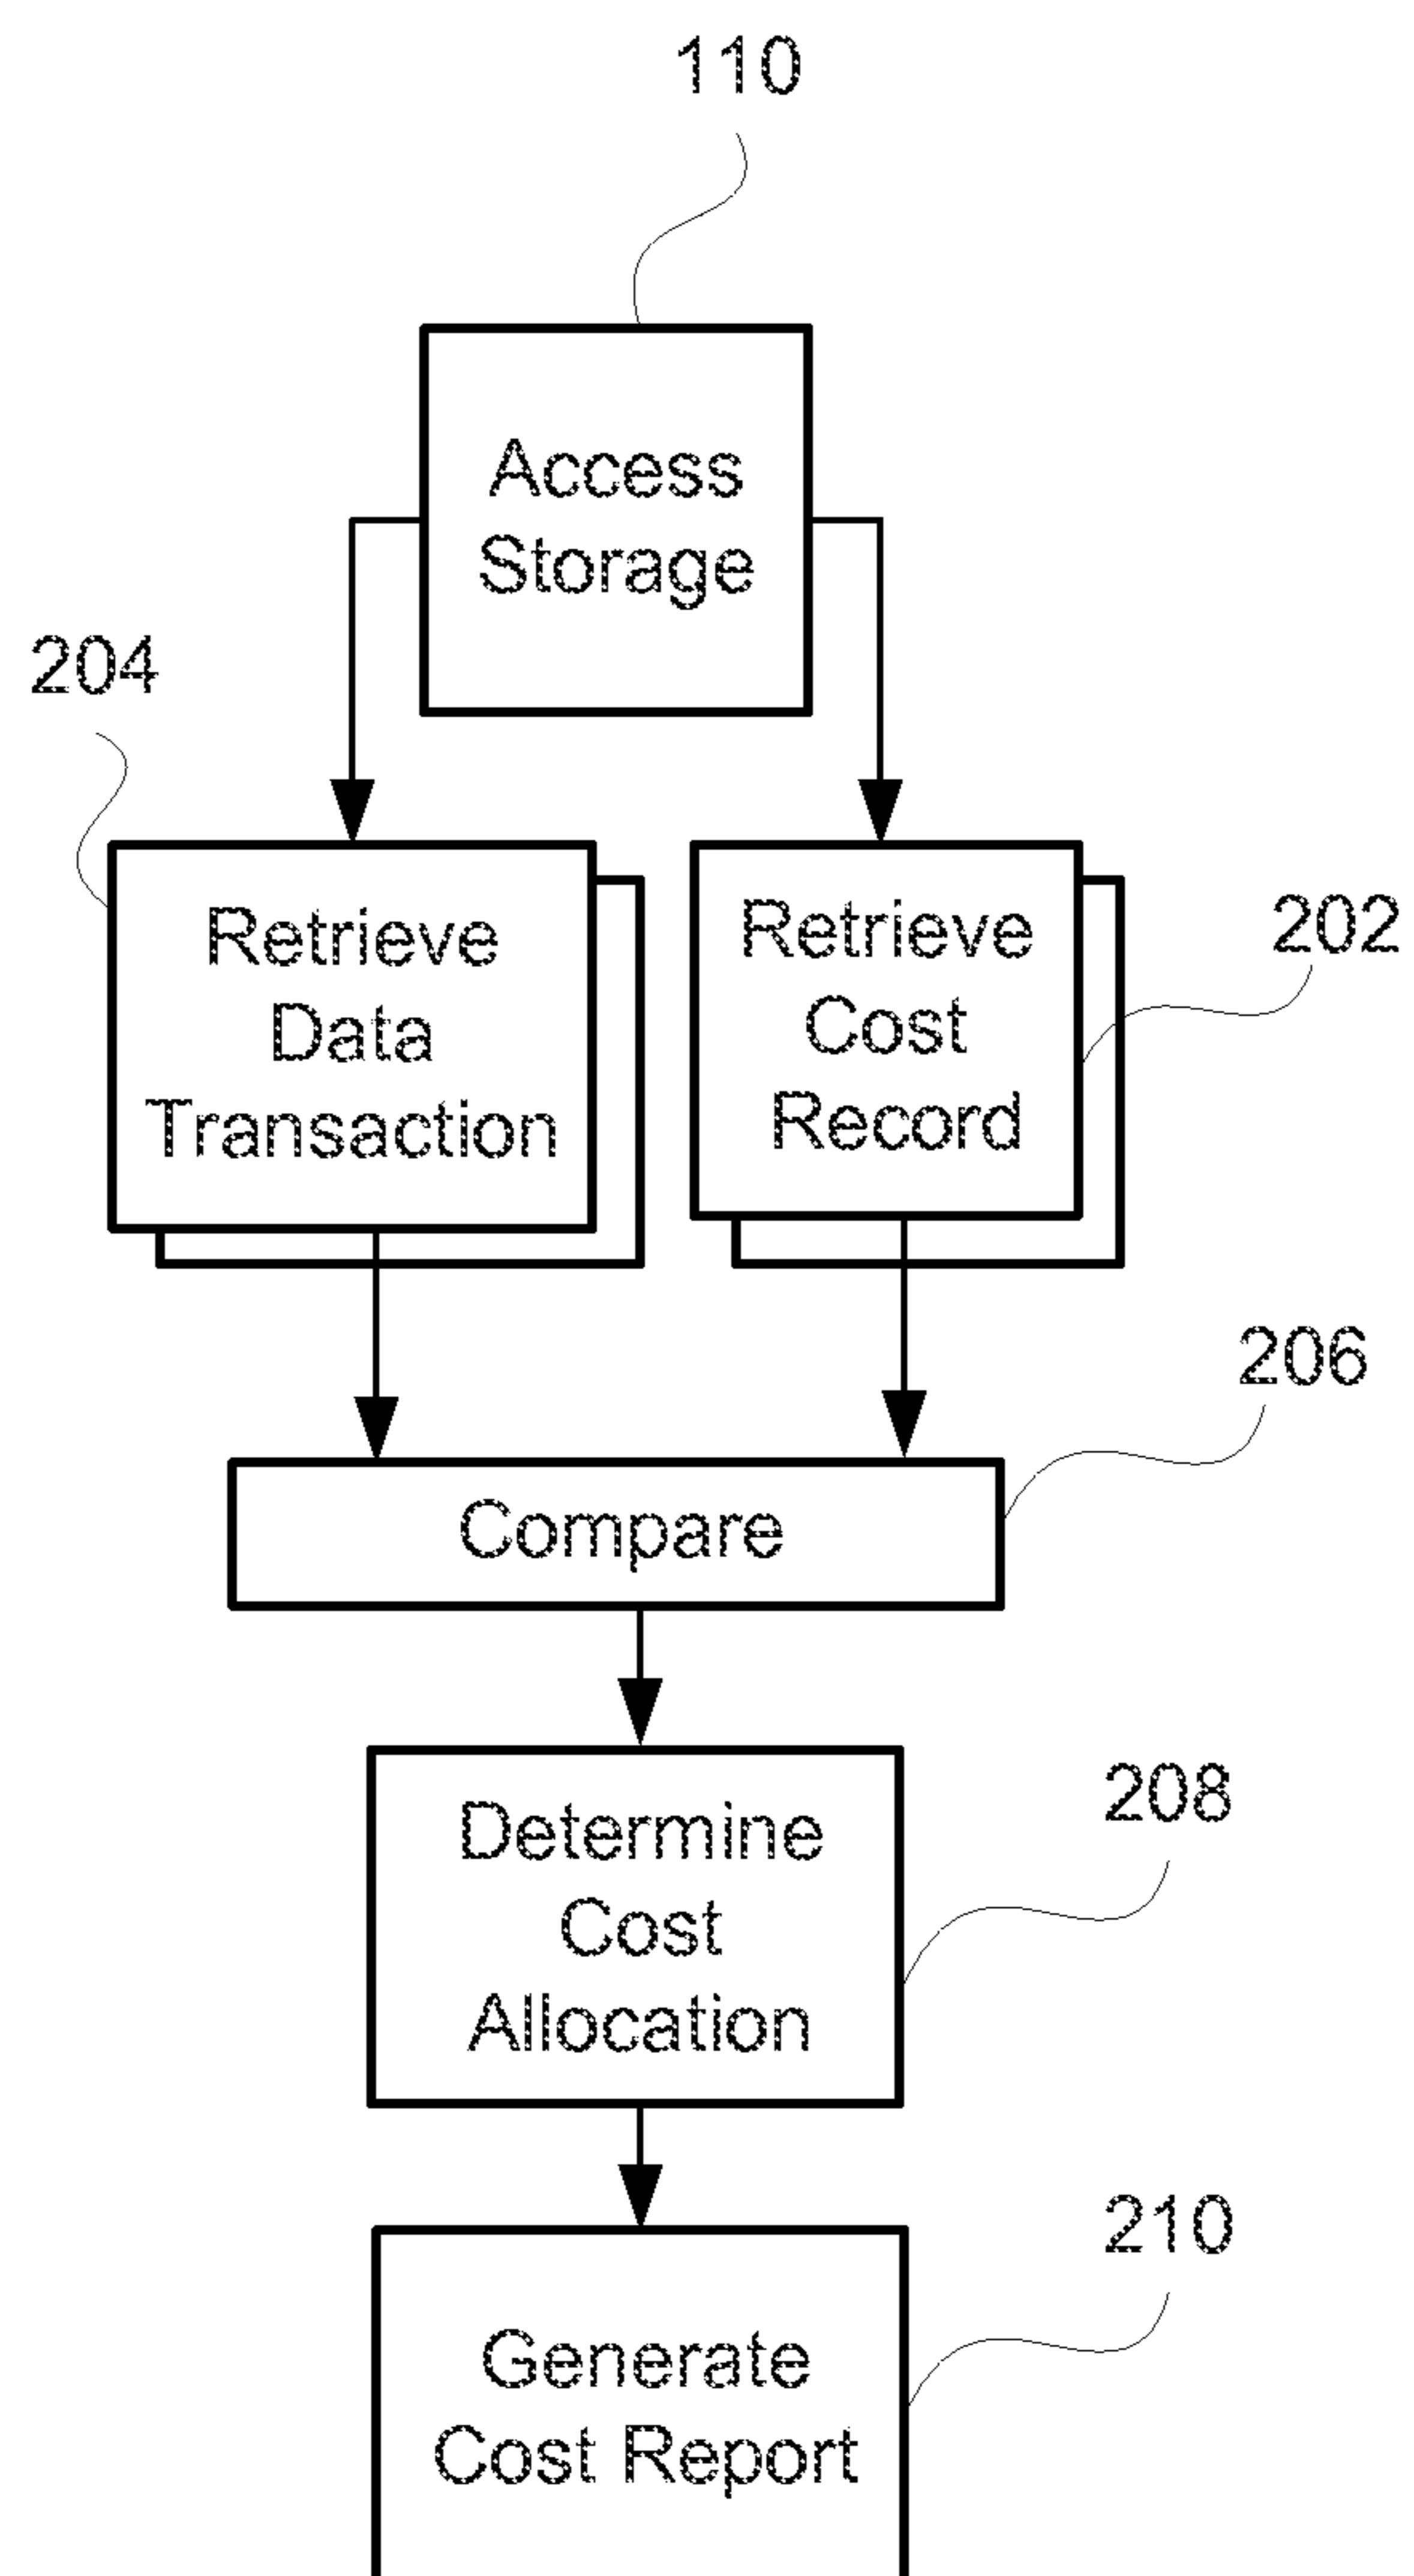 110
Access
Storage
204
Retrieve
Data
Transaction
Retrieve
Cost
Record
202
206
Compare
Determine
Cost
Allocation
208
210
Generate
Cost Report